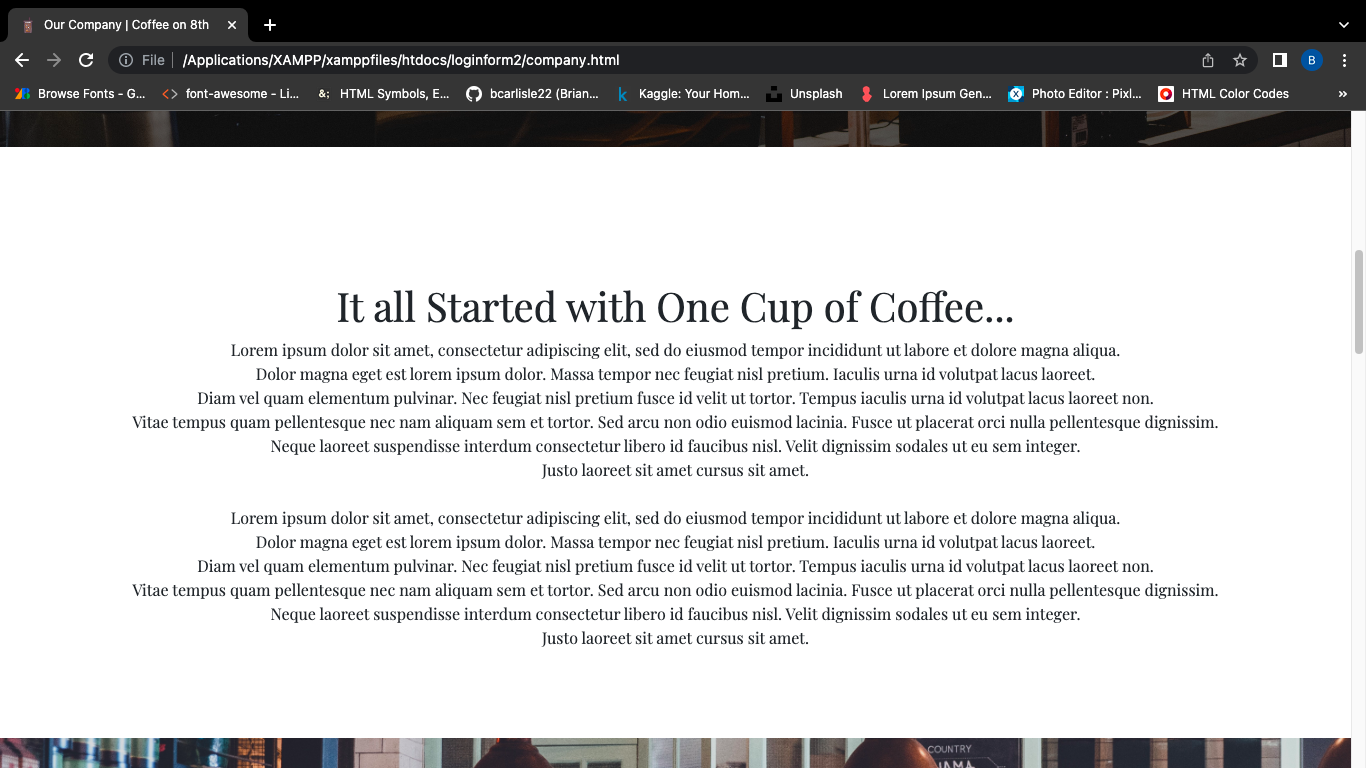 Our Company | Coffee on 8th
File
/Applications/XAMPP/xamppfiles/htdocs/loginform2/company.html
B
Browse Fonts - G...
font-awesome - Li...
&; HTML Symbols, E...
bcarlisle22 (Brian...
k Kaggle: Your Hom...
Unsplash
Lorem Ipsum Gen...
Photo Editor : Pixl...
HTML Color Codes
»
It all Started with One Cup of Coffee...
Lorem ipsum dolor sit amet, consectetur adipiscing elit, sed do eiusmod tempor incididunt ut labore et dolore magna aliqua.
Dolor magna eget est lorem ipsum dolor. Massa tempor nec feugiat nisl pretium. Iaculis urna id volutpat lacus laoreet.
Diam vel quam elementum pulvinar. Nec feugiat nisl pretium fusce id velit ut tortor. Tempus iaculis urna id volutpat lacus laoreet non.
Vitae tempus quam pellentesque nec nam aliquam sem et tortor. Sed arcu non odio euismod lacinia. Fusce ut placerat orci nulla pellentesque dignissim.
Neque laoreet suspendisse interdum consectetur libero id faucibus nisl. Velit dignissim sodales ut eu sem integer.
Justo laoreet sit amet cursus sit amet.
Lorem ipsum dolor sit amet, consectetur adipiscing elit, sed do eiusmod tempor incididunt ut labore et dolore magna aliqua.
Dolor magna eget est lorem ipsum dolor. Massa tempor nec feugiat nisl pretium. Iaculis urna id volutpat lacus laoreet.
Diam vel quam elementum pulvinar. Nec feugiat nisl pretium fusce id velit ut tortor. Tempus iaculis urna id volutpat lacus laoreet non.
Vitae tempus quam pellentesque nec nam aliquam sem et tortor. Sed arcu non odio euismod lacinia. Fusce ut placerat orci nulla pellentesque dignissim.
Neque laoreet suspendisse interdum consectetur libero id faucibus nisl. Velit dignissim sodales ut eu sem integer.
Justo laoreet sit amet cursus sit amet.
COUNTRY